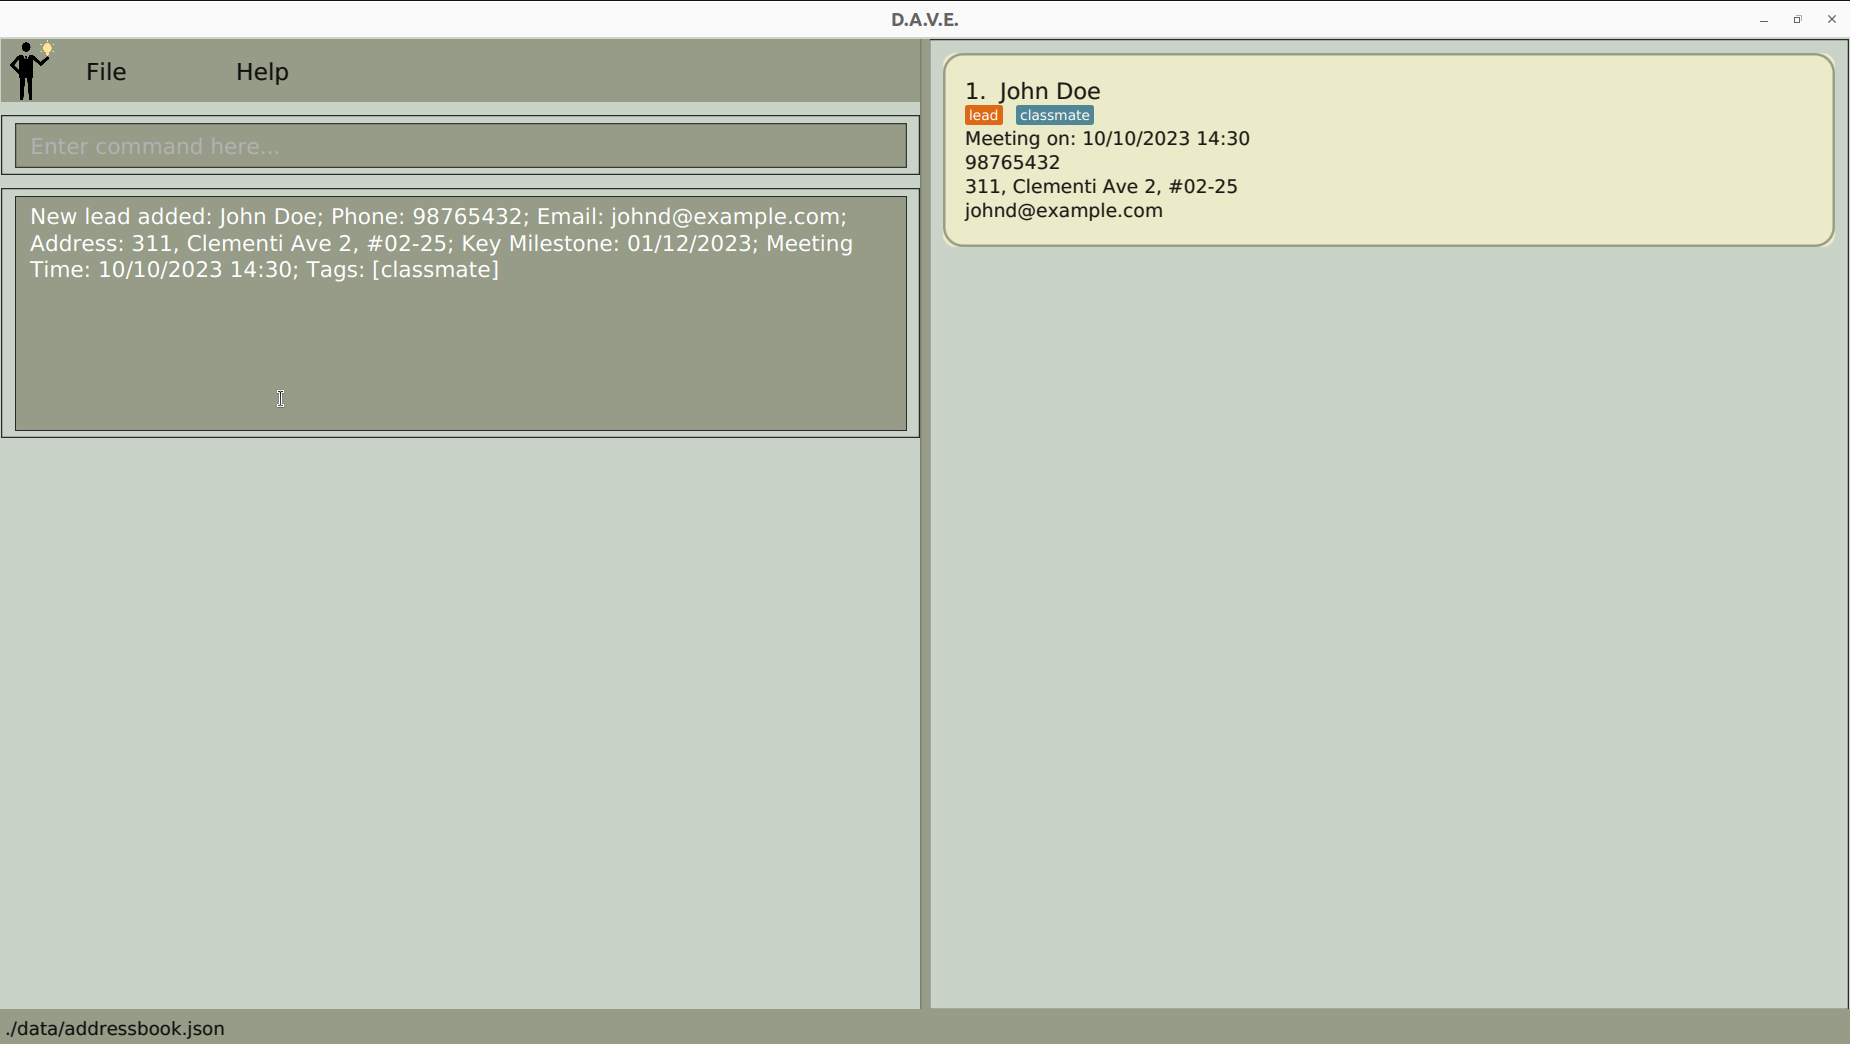 D.A.V.E.
File
Help
Enter command here...
New lead added: John Doe; Phone: 98765432; Email: johnd@example.com;
Address: 311, Clementi Ave 2, #02-25; Key Milestone: 01/12/2023; Meeting
Time: 10/10/2023 14:30; Tags: [classmate]
1. John Doe
lead classmate
Meeting on: 10/10/2023 14:30
98765432
311, Clementi Ave 2, #02-25
johnd@example.com
./data/addressbook.json